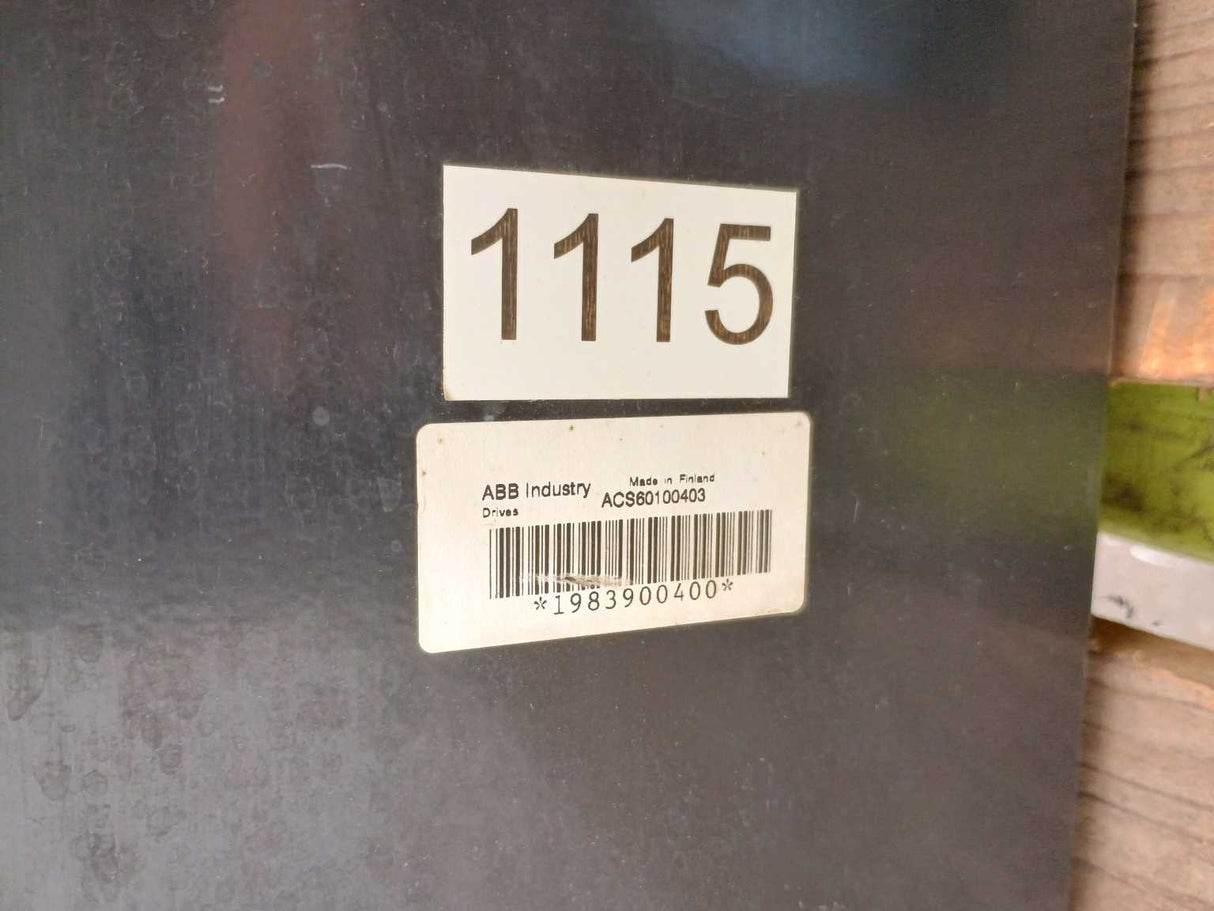 1115
ABB Industry
Drives
Made in Finland
ACS60100403
*1983900400*